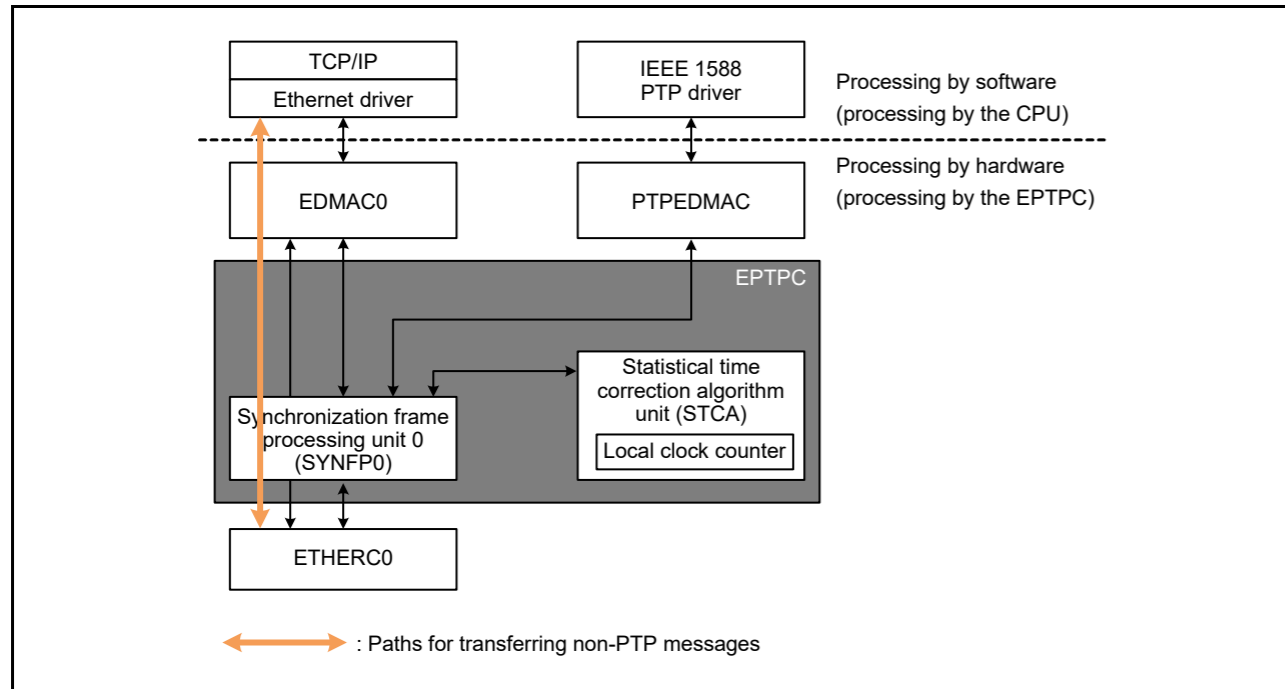 TCP/IP
Ethernet driver
IEEE 1588
PTP driver
Processing by software
(processing by the CPU)
Processing by hardware
(processing by the EPTPC)
EDMAC0
PTPEDMAC
EPTPC
Synchronization frame
processing unit 0
(SYNFP0)
Statistical time
correction algorithm
unit (STCA)
Local clock counter
ETHERC0
: Paths for transferring non-PTP messages